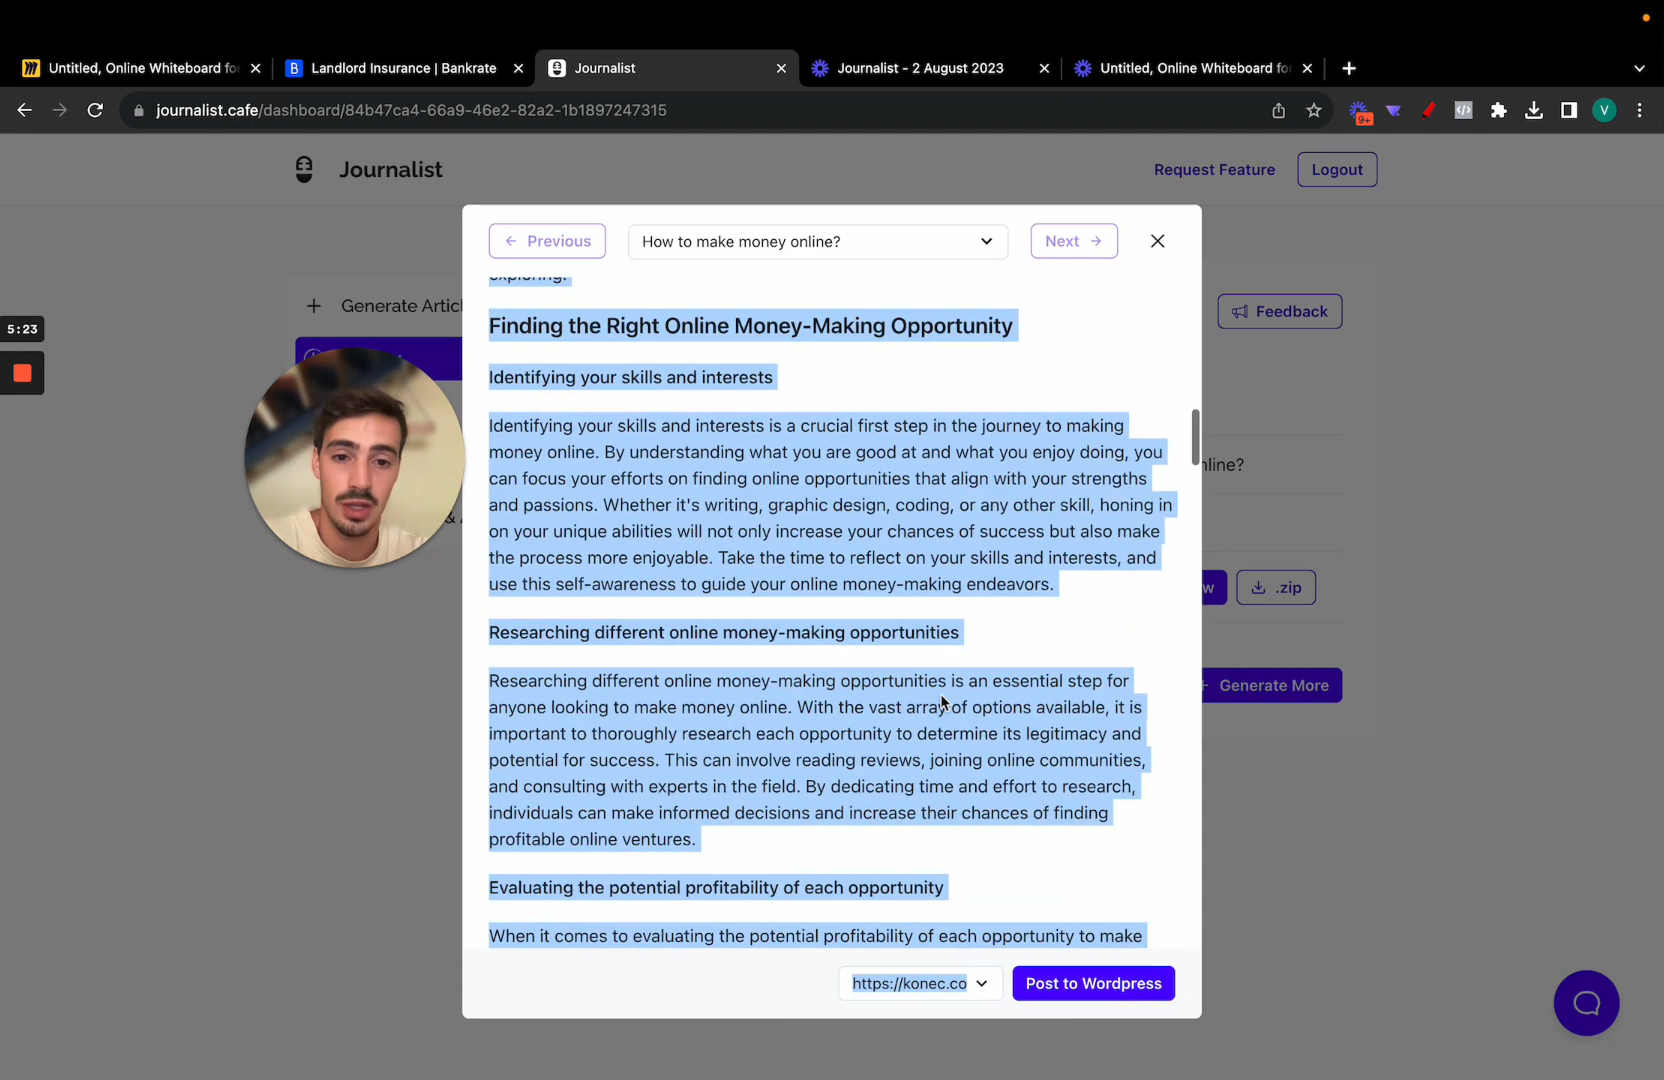 Untitled, Online Whiteboard for
Landlord Insurance | Bankrate
Journalist
Journalist - 2 August 2023
Untitled, Online Whiteboard for
journalist.cafe/dashboard/84b47ca4-66a9-46e2-82a2-1b1897247315
9+
V
Journalist
Request Feature
Logout
← Previous
How to make money online?
Next →
exploring.
+ Generate Articl
Feedback
5:23
Finding the Right Online Money-Making Opportunity
Identifying your skills and interests
Identifying your skills and interests is a crucial first step in the journey to making
money online. By understanding what you are good at and what you enjoy doing, you
can focus your efforts on finding online opportunities that align with your strengths
and passions. Whether it's writing, graphic design, coding, or any other skill, honing in
on your unique abilities will not only increase your chances of success but also make
the process more enjoyable. Take the time to reflect on your skills and interests, and
use this self-awareness to guide your online money-making endeavors.
nline?
&
w
.zip
Researching different online money-making opportunities
Researching different online money-making opportunities is an essential step for
anyone looking to make money online. With the vast array of options available, it is
important to thoroughly research each opportunity to determine its legitimacy and
potential for success. This can involve reading reviews, joining online communities,
and consulting with experts in the field. By dedicating time and effort to research,
individuals can make informed decisions and increase their chances of finding
profitable online ventures.
+ Generate More
Evaluating the potential profitability of each opportunity
When it comes to evaluating the potential profitability of each opportunity to make
https://konec.co
Post to Wordpress